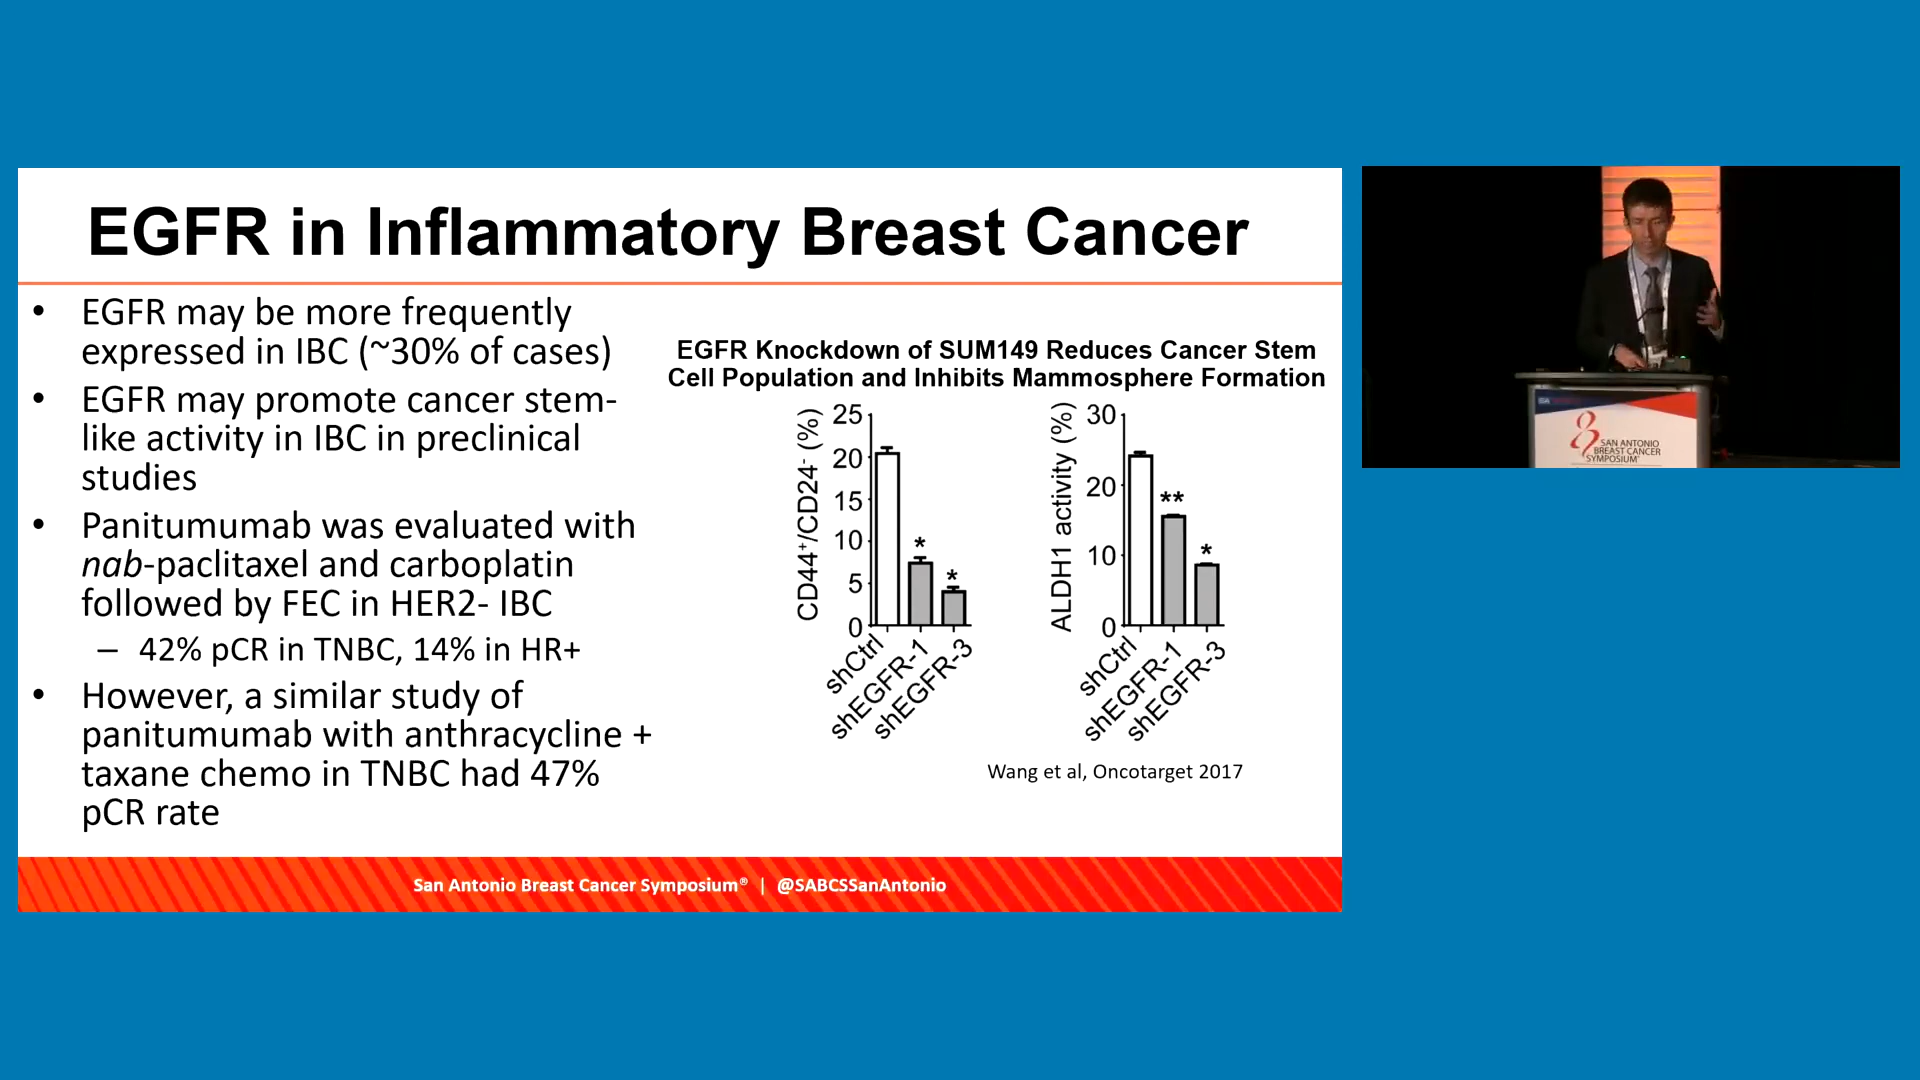 EGFR in Inflammatory Breast Cancer
• EGFR may be more frequently
expressed in IBC (~30% of cases)
• EGFR may promote cancer stem-
like activity in IBC in preclinical
studies
• Panitumumab was evaluated with
nab-paclitaxel and carboplatin
followed by FEC in HER2- IBC
– 42% pCR in TNBC, 14% in HR+
• However, a similar study of
panitumumab with anthracycline +
taxane chemo in TNBC had 47%
pCR rate
EGFR Knockdown of SUM149 Reduces Cancer Stem
Cell Population and Inhibits Mammosphere Formation
CD44⁺/CD24⁻ (%)
25
20
15
10
5
0
*
*
shCtrl
shEGFR-1
shEGFR-3
ALDH1 activity (%)
30
20
10
0
**
*
shCtrl
shEGFR-1
shEGFR-3
Wang et al, Oncotarget 2017
San Antonio Breast Cancer Symposium® | @SABCSSanAntonio
SAN ANTONIO
BREAST CANCER
SYMPOSIUM